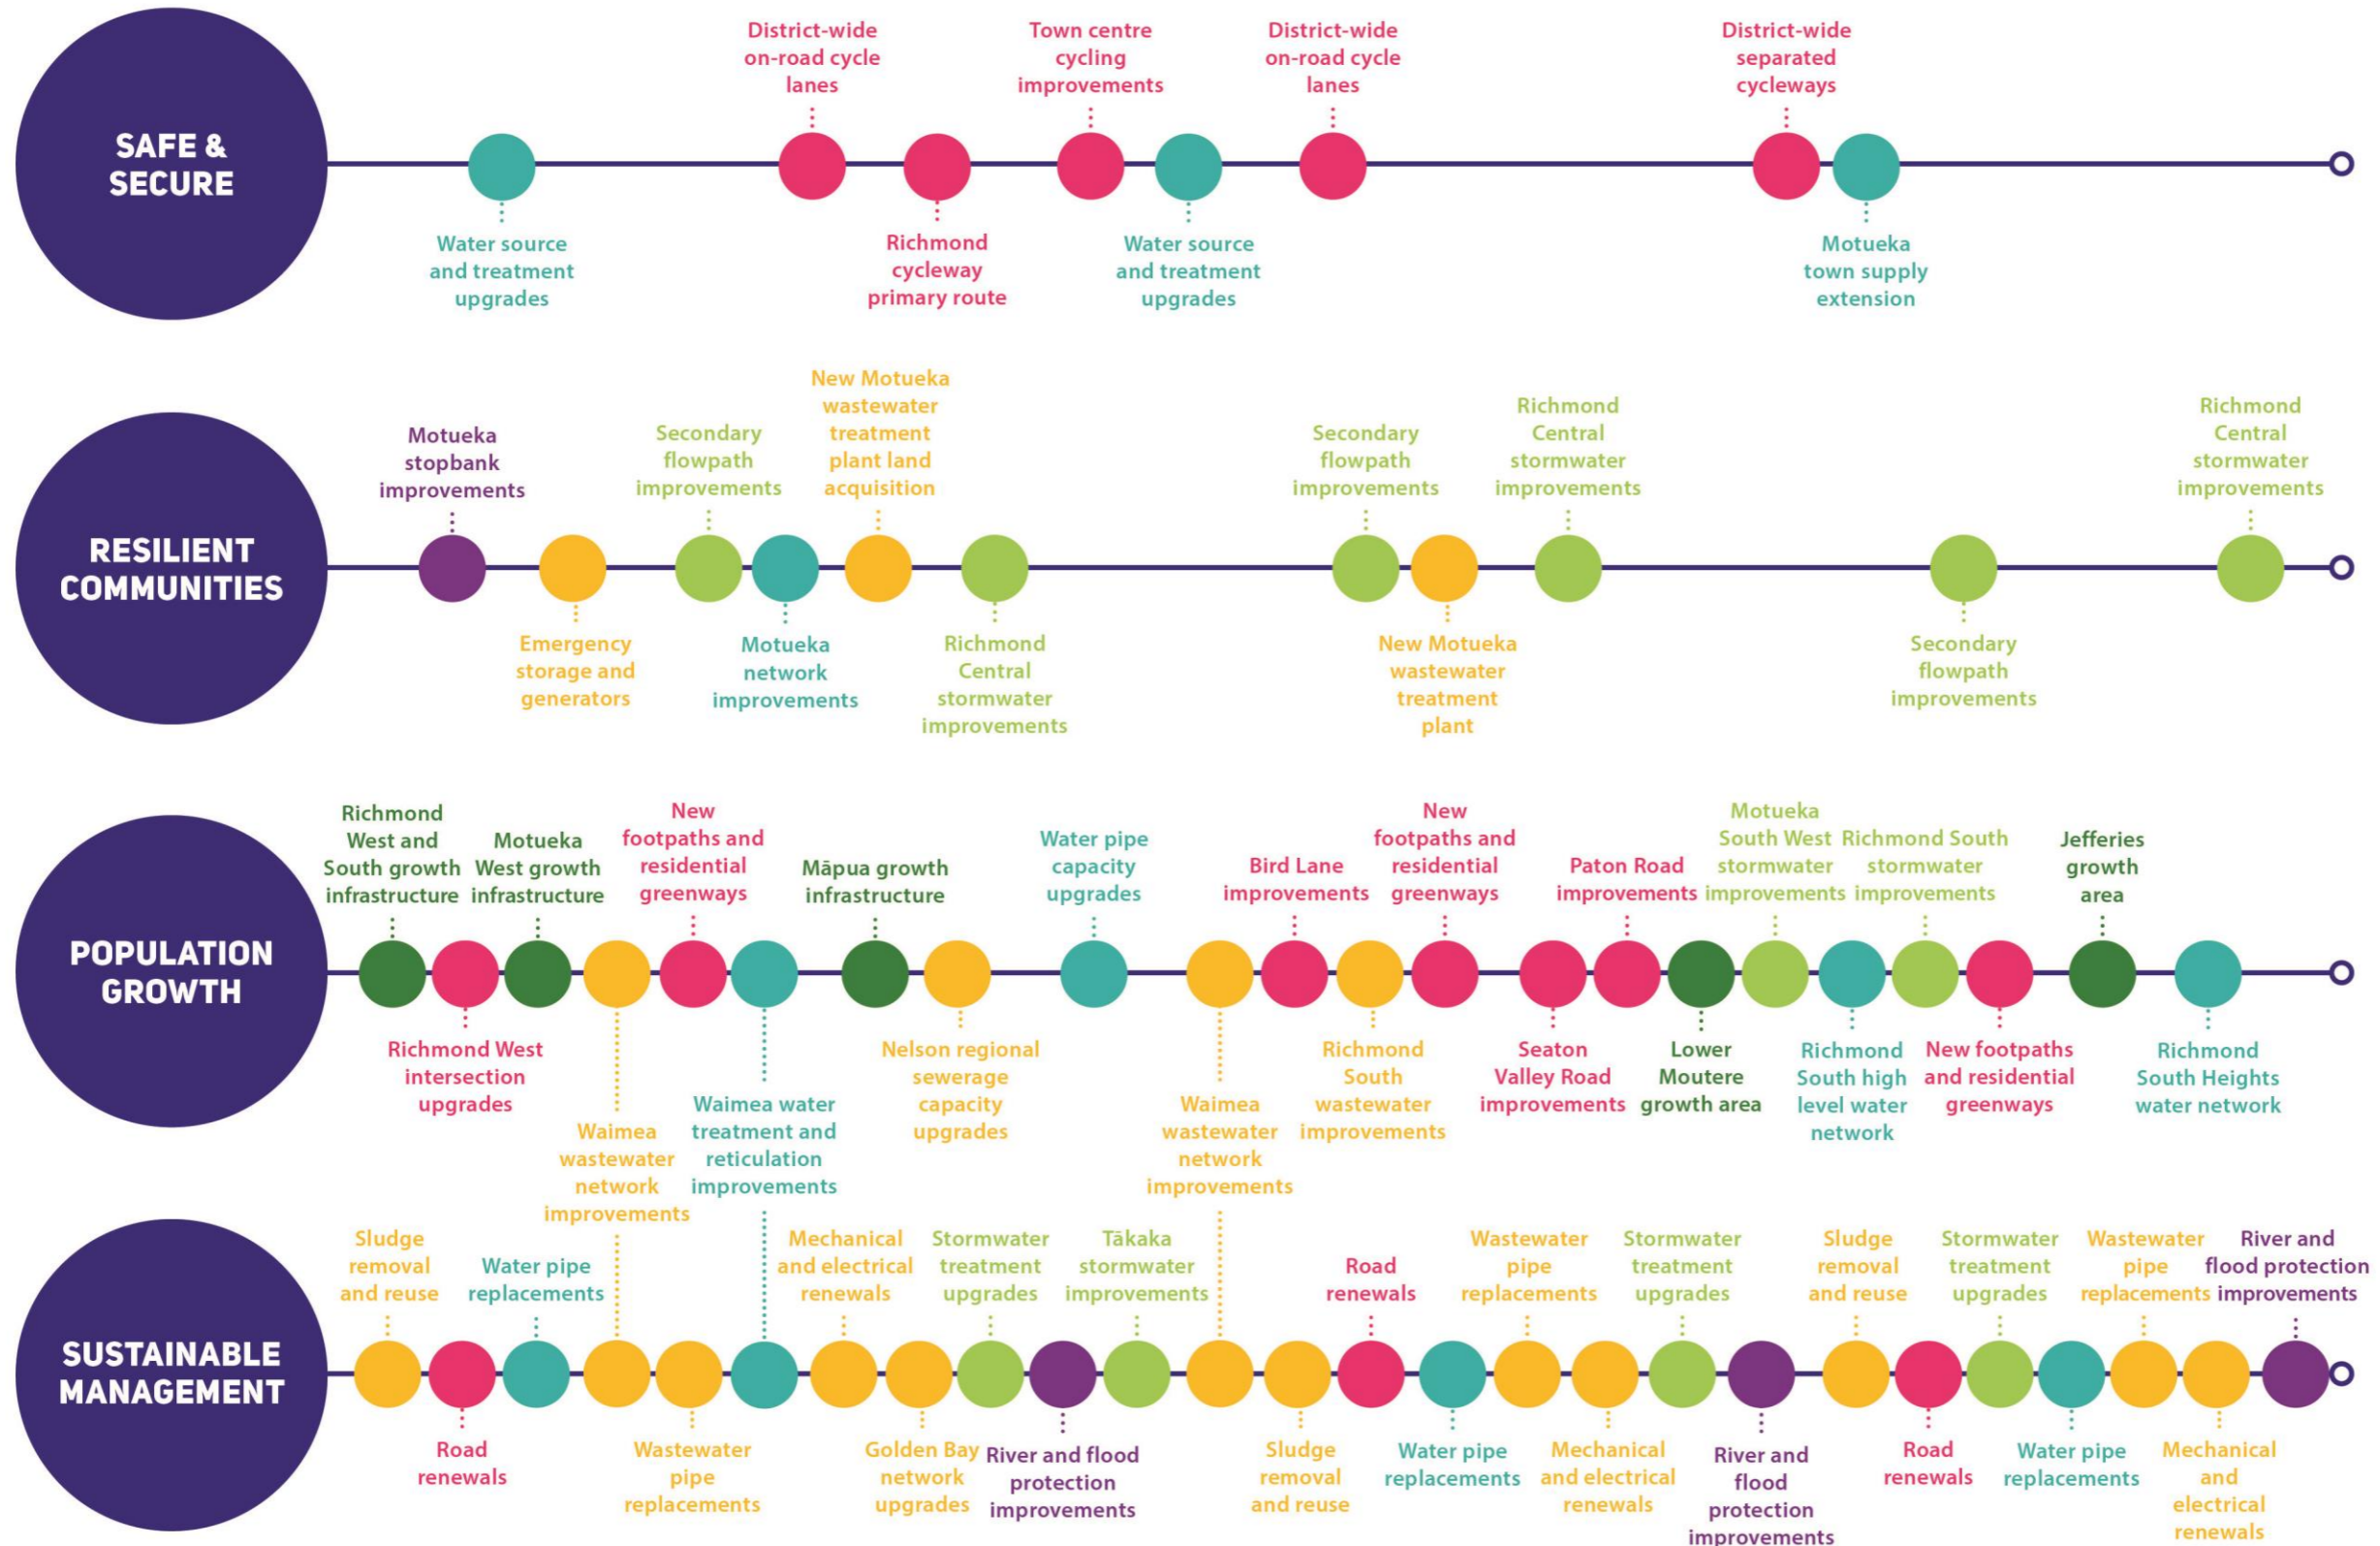 SAFE &
SECURE
District-wide
on-road cycle
lanes
Town centre
cycling
improvements
District-wide
on-road cycle
lanes
District-wide
separated
cycleways
Water source
and treatment
upgrades
Richmond
cycleway
primary route
Water source
and treatment
upgrades
Motueka
town supply
extension
RESILIENT
COMMUNITIES
Motueka
stopbank
improvements
Secondary
flowpath
improvements
New Motueka
wastewater
treatment
plant land
acquisition
Secondary
flowpath
improvements
Richmond
Central
stormwater
improvements
Richmond
Central
stormwater
improvements
Emergency
storage and
generators
Motueka
network
improvements
Richmond
Central
stormwater
improvements
New Motueka
wastewater
treatment
plant
Secondary
flowpath
improvements
POPULATION
GROWTH
Richmond
West and
South growth
infrastructure
Motueka
West growth
infrastructure
New
footpaths and
residential
greenways
Māpua growth
infrastructure
Water pipe
capacity
upgrades
Bird Lane
improvements
New
footpaths and
residential
greenways
Paton Road
improvements
Motueka
South West
stormwater
improvements
Richmond South
stormwater
improvements
Jefferies
growth
area
Richmond West
intersection
upgrades
Waimea
wastewater
network
improvements
Waimea water
treatment and
reticulation
improvements
Nelson regional
sewerage
capacity
upgrades
Waimea
wastewater
network
improvements
Richmond
South
wastewater
improvements
Seaton
Valley Road
improvements
Lower
Moutere
growth area
Richmond
South high
level water
network
New footpaths
and residential
greenways
Richmond
South Heights
water network
SUSTAINABLE
MANAGEMENT
Sludge
removal
and reuse
Water pipe
replacements
Mechanical
and electrical
renewals
Stormwater
treatment
upgrades
Tākaka
stormwater
improvements
Road
renewals
Wastewater
pipe
replacements
Stormwater
treatment
upgrades
Sludge
removal
and reuse
Stormwater
treatment
upgrades
Wastewater
pipe
replacements
River and
flood protection
improvements
Road
renewals
Wastewater
pipe
replacements
Golden Bay
network
upgrades
River and flood
protection
improvements
Sludge
removal
and reuse
Water pipe
replacements
Mechanical
and electrical
renewals
River and
flood
protection
improvements
Road
renewals
Water pipe
replacements
Mechanical
and
electrical
renewals